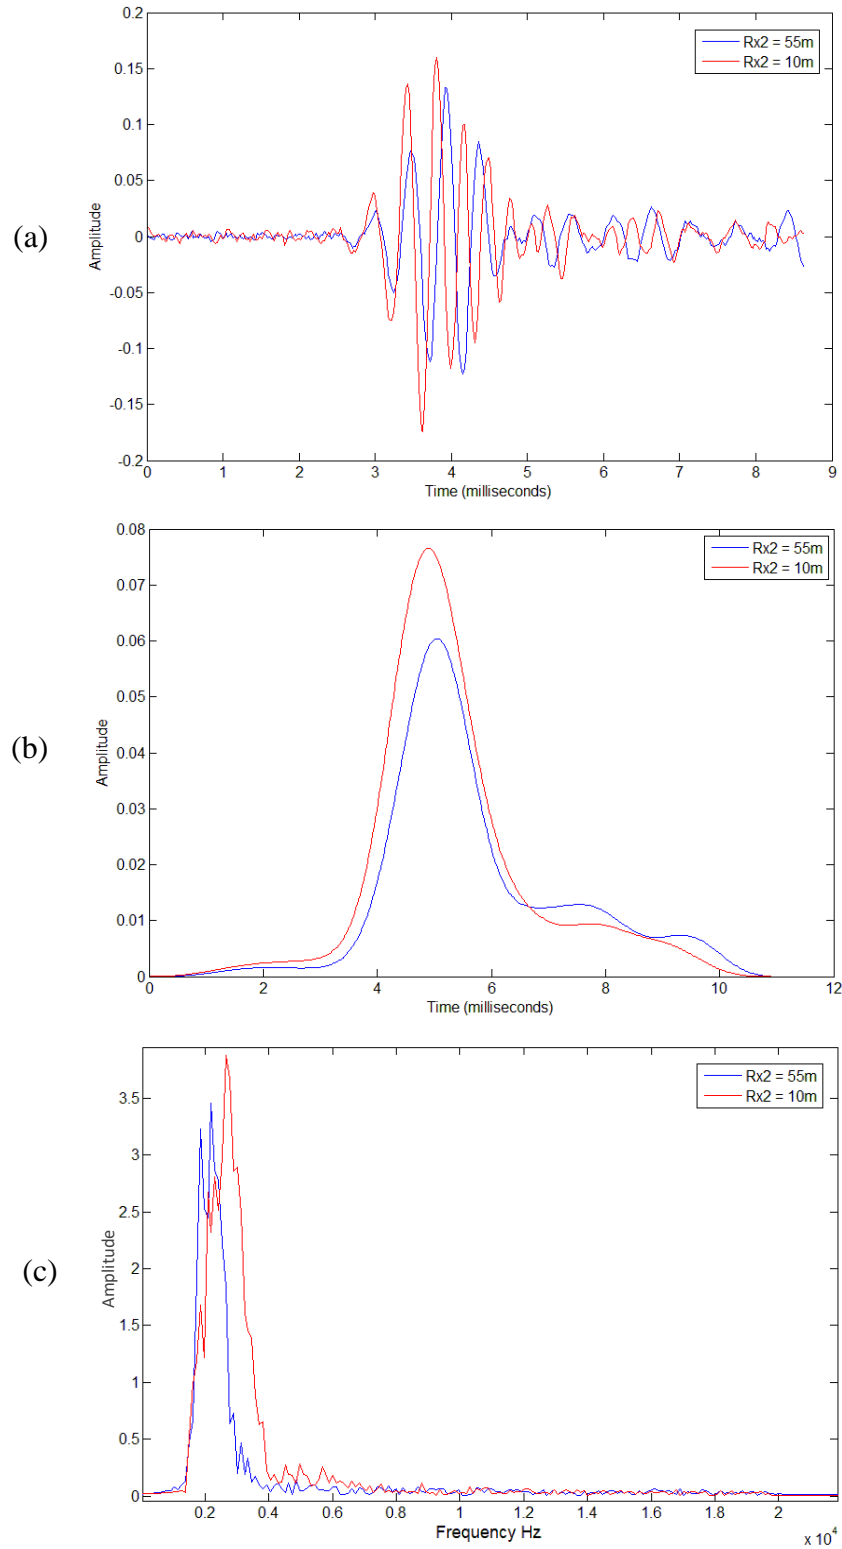 0.2
Rx2 = 55m
Rx2 = 10m
0.15
0.1
0.05
(a)
Amplitude
0
-0.05
-0.1
-0.15
-0.2
0 1 2 3 4 5 6 7 8 9
Time (milliseconds)
0.08
Rx2 = 55m
Rx2 = 10m
0.07
0.06
0.05
(b)
Amplitude
0.04
0.03
0.02
0.01
0
0 2 4 6 8 10 12
Time (milliseconds)
Rx2 = 55m
Rx2 = 10m
3.5
3
2.5
(c)
Amplitude
2
1.5
1
0.5
0
0.2 0.4 0.6 0.8 1 1.2 1.4 1.6 1.8 2
Frequency Hz
x 10⁴